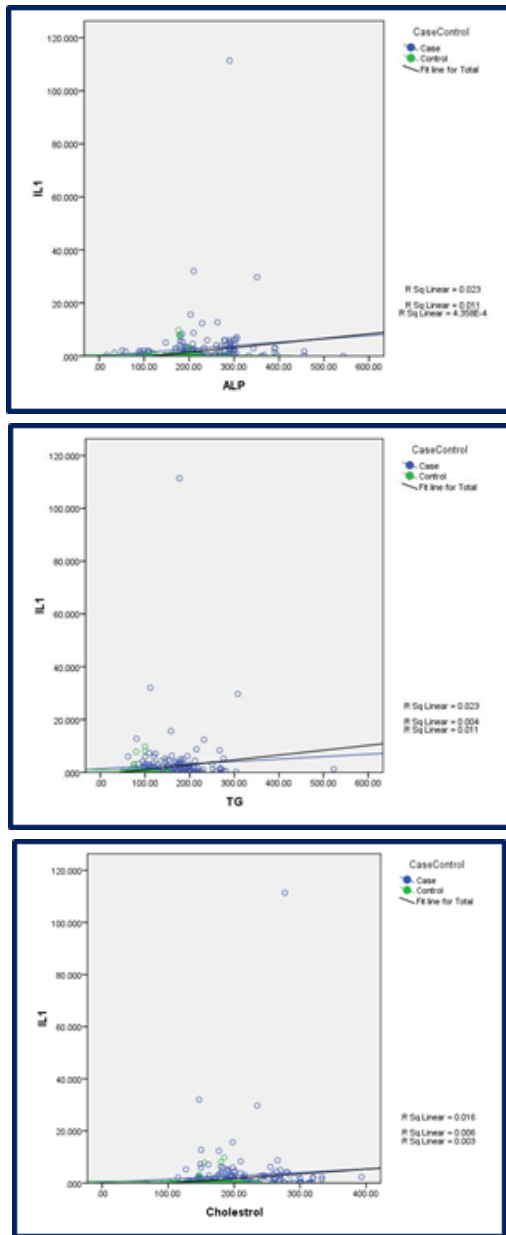 CaseControl
Case
Control
Fit line for Total
120.000
100.000
80.000
60.000
40.000
20.000
.000
IL1
R Sq Linear = 0.023
R Sq Linear = 0.011
R Sq Linear = 4.358E-4
.00 100.00 200.00 300.00 400.00 500.00 600.00
ALP
CaseControl
Case
Control
Fit line for Total
120.000
100.000
80.000
60.000
40.000
20.000
.000
IL1
R Sq Linear = 0.023
R Sq Linear = 0.004
R Sq Linear = 0.011
.00 100.00 200.00 300.00 400.00 500.00 600.00
TG
CaseControl
Case
Control
Fit line for Total
120.000
100.000
80.000
60.000
40.000
20.000
.000
IL1
R Sq Linear = 0.016
R Sq Linear = 0.006
R Sq Linear = 0.003
.00 100.00 200.00 300.00 400.00
Cholestrol